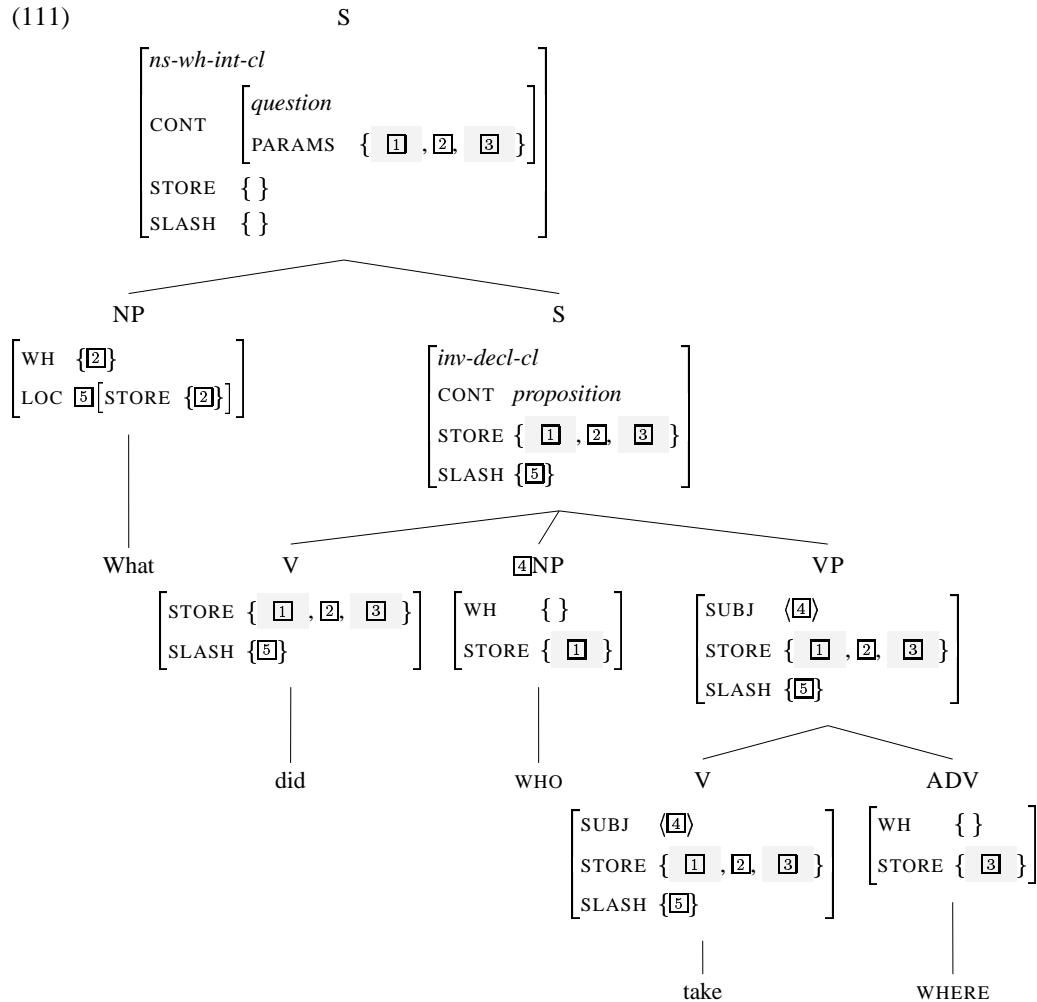 (111) S
ns-wh-int-cl
question
CONT
PARAMS { 1 , 2, 3 }
STORE { }
SLASH { }
NP S
WH {2}
LOC 5[STORE {2}]
inv-decl-cl
CONT proposition
STORE { 1 , 2, 3 }
SLASH {5}
What V 4NP VP
STORE { 1 , 2, 3 }
SLASH {5}
WH { }
STORE { 1 }
SUBJ ⟨4⟩
STORE { 1 , 2, 3 }
SLASH {5}
did WHO V ADV
SUBJ ⟨4⟩
STORE { 1 , 2, 3 }
SLASH {5}
WH { }
STORE { 3 }
take WHERE